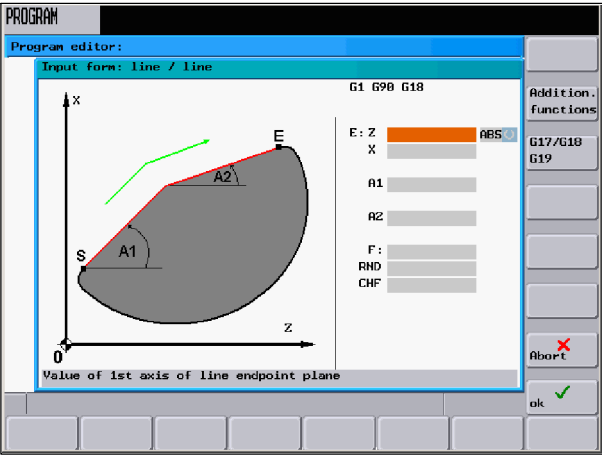 PROGRAM
Program editor:
Input form: line / line
X
E
A2
S
A1
Z
0
G1 G90 G18
E: Z ABS
X
A1
A2
F:
RND
CHF
Value of 1st axis of line endpoint plane
Addition.
functions
G17/G18
G19
Abort
ok